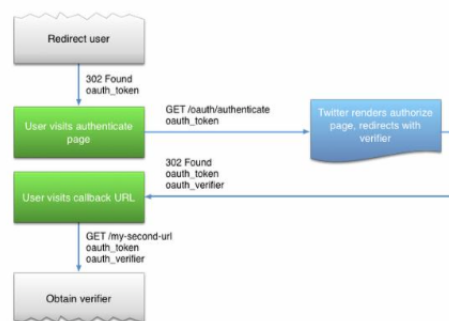 Redirect user
302 Found
oauth_token
User visits authenticate
page
GET /oauth/authenticate
oauth_token
Twitter renders authorize
page, redirects with
verifier
302 Found
oauth_token
oauth_verifier
User visits callback URL
GET /my-second-url
oauth_token
oauth_verifier
Obtain verifier